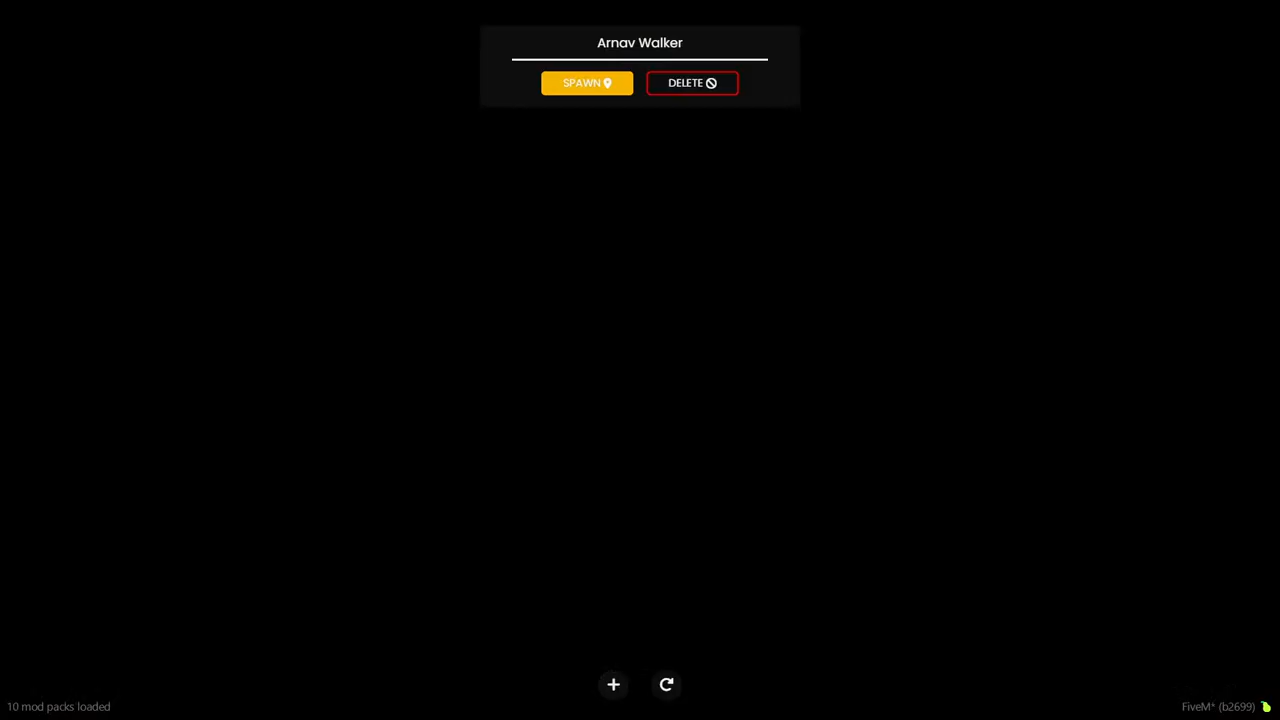 Arnav Walker
SPAWN
DELETE
10 mod packs loaded
FiveM* (b2699)